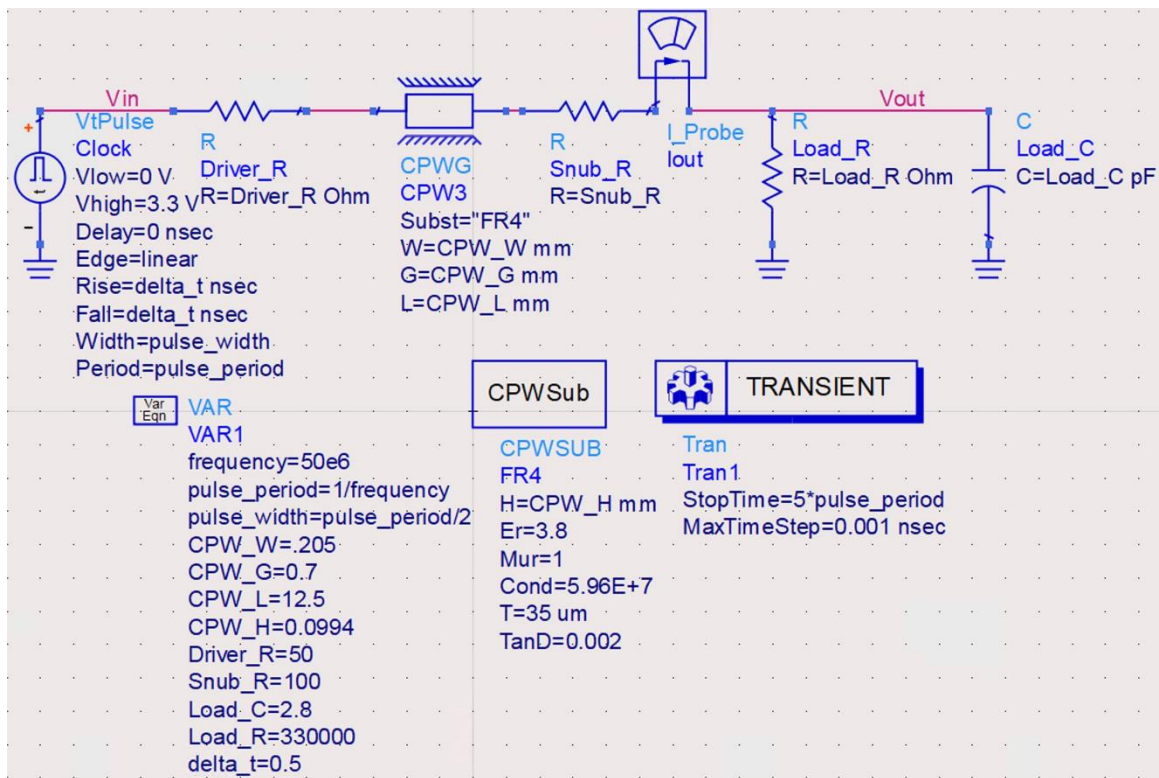 Vin
VtPulse
Clock
Vlow=0 V
Vhigh=3.3 V
Delay=0 nsec
Edge=linear
Rise=delta_t nsec
Fall=delta_t nsec
Width=pulse_width
Period=pulse_period
R
Driver_R
R=Driver_R Ohm
CPWG
CPW3
Subst="FR4"
W=CPW_W mm
G=CPW_G mm
L=CPW_L mm
R
Snub_R
R=Snub_R
I_Probe
Iout
Vout
R
Load_R
R=Load_R Ohm
C
Load_C
C=Load_C pF
Var
Eqn
VAR
VAR1
frequency=50e6
pulse_period=1/frequency
pulse_width=pulse_period/2
CPW_W=.205
CPW_G=0.7
CPW_L=12.5
CPW_H=0.0994
Driver_R=50
Snub_R=100
Load_C=2.8
Load_R=330000
delta_t=0.5
CPWSub
CPWSUB
FR4
H=CPW_H mm
Er=3.8
Mur=1
Cond=5.96E+7
T=35 um
TanD=0.002
TRANSIENT
Tran
Tran1
StopTime=5*pulse_period
MaxTimeStep=0.001 nsec